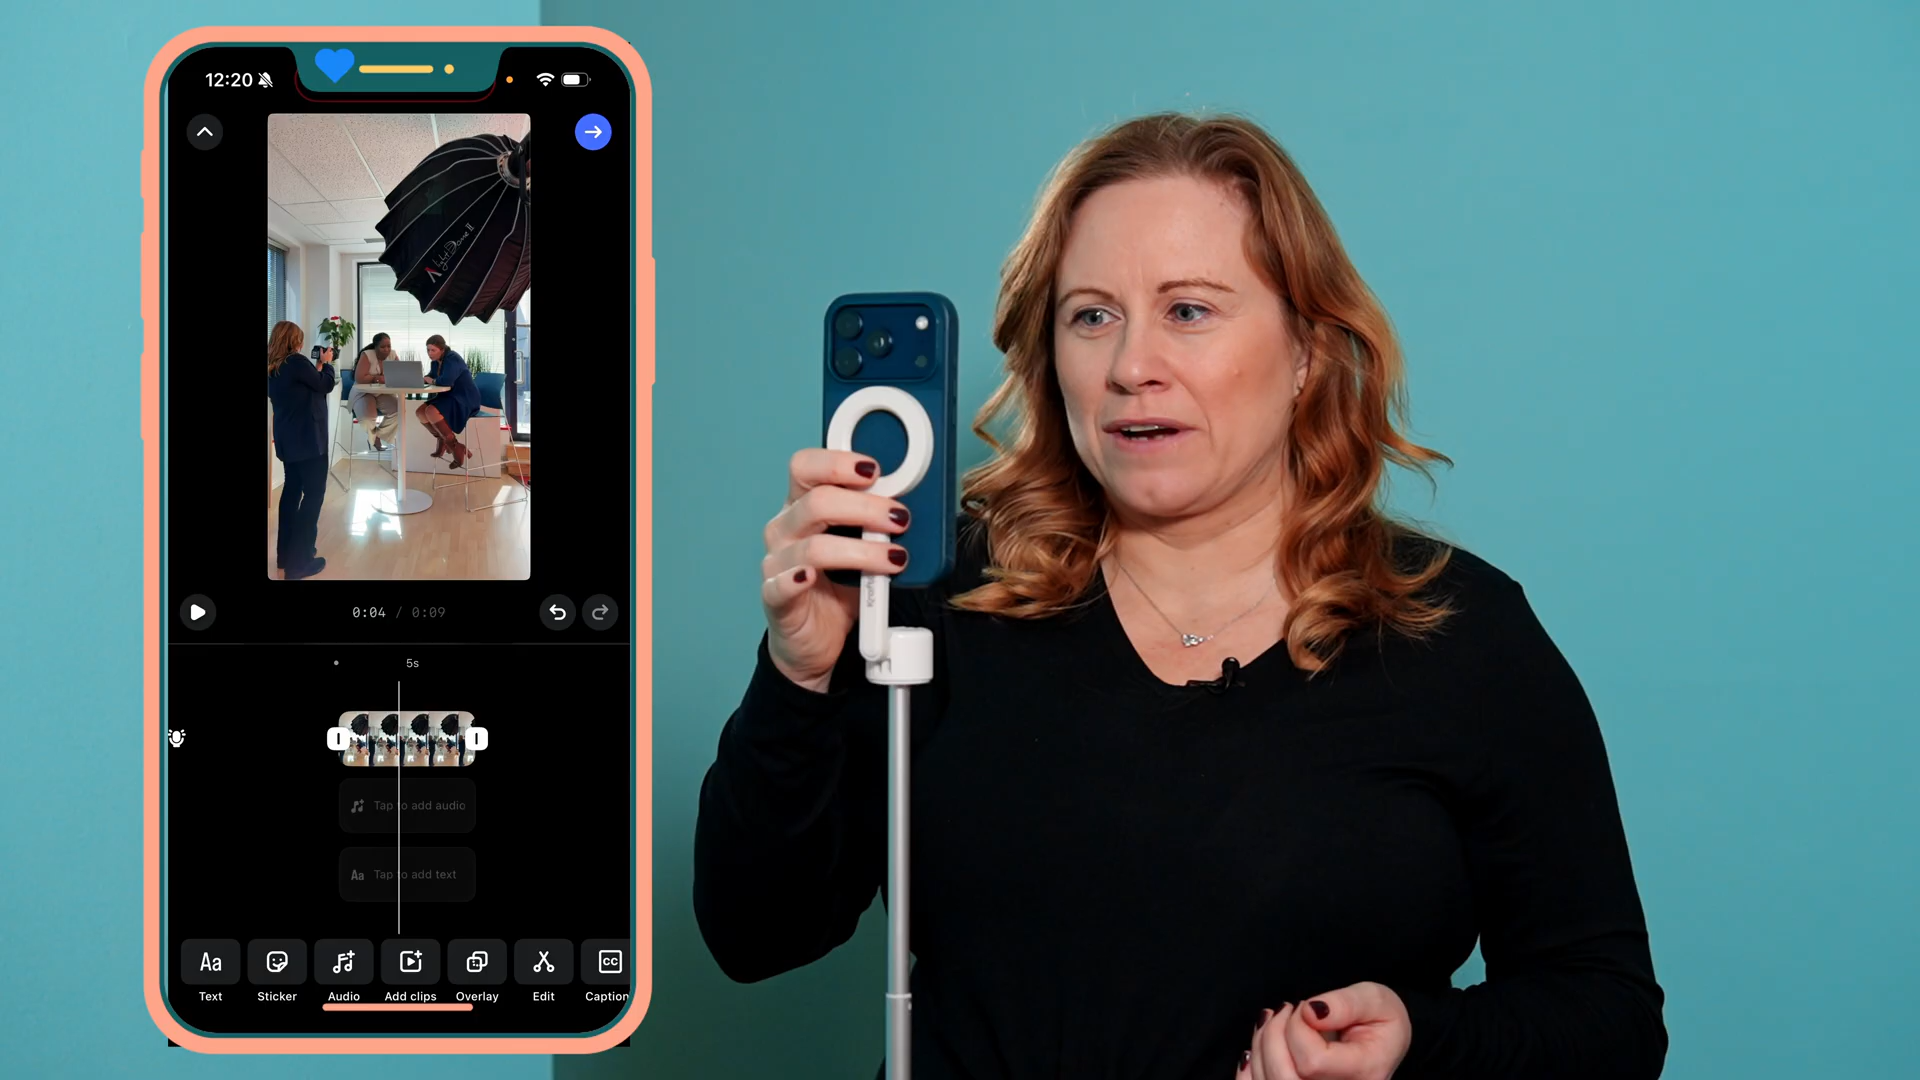 12:20
0:04 / 0:09
5s
Tap to add audio
Aa Tap to add text
Aa
CC
Text
Sticker
Audio
Add clips
Overlay
Edit
Caption